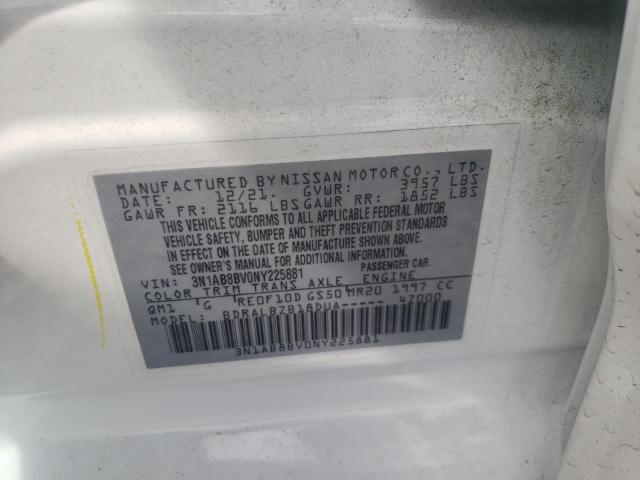 MANUFACTURED BY NISSAN MOTOR CO., LTD.
DATE: 12/21. GVWR: 3957 LBS
GAWR FR: 2116 LBS GAWR RR: 1852 LBS
THIS VEHICLE CONFORMS TO ALL APPLICABLE FEDERAL MOTOR
VEHICLE SAFETY, BUMPER AND THEFT PREVENTION STANDARDS
IN EFFECT ON THE DATE OF MANUFACTURE SHOWN ABOVE.
SEE OWNER'S MANUAL FOR ADDITIONAL INFORMATION.
VIN: 3N1AB8BV0NY225881 PASSENGER CAR.
COLOR TRIM TRANS AXLE ENGINE
QM1 G RE0F10D GS50 MR20 1997 CC
MODEL: BDRALBZB18DUA----- 47000
3N1AB8BV0NY225881